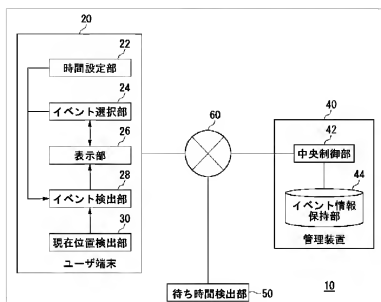 20
22
時間設定部
24
イベント選択部
26
表示部
28
イベント検出部
30
現在位置検出部
ユーザ端末
60
40
42
中央制御部
44
イベント情報
保持部
管理装置
待ち時間検出部
50
10